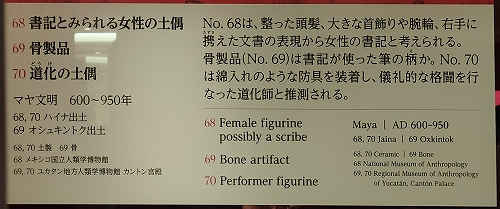 68 書記とみられる女性の土偶
69 骨製品
70 道化の土偶
どうけ
マヤ文明 600～950年
68, 70 ハイナ出土
69 オシュキントク出土
68, 70 土製 69 骨
68 メキシコ国立人類学博物館
69, 70 ユカタン地方人類学博物館 カントン宮殿
No. 68は、整った頭髪、大きな首飾りや腕輪、右手に
携えた文書の表現から女性の書記と考えられる。
骨製品(No. 69)は書記が使った筆の柄か。No. 70
は綿入れのような防具を装着し、儀礼的な格闘を行
なった道化師と推測される。
68 Female figurine
possibly a scribe
69 Bone artifact
70 Performer figurine
Maya | AD 600-950
68, 70 Jaina | 69 Oxkintok
68, 70 Ceramic | 69 Bone
68 National Museum of Anthropology
69, 70 Regional Museum of Anthropology
of Yucatán, Cantón Palace